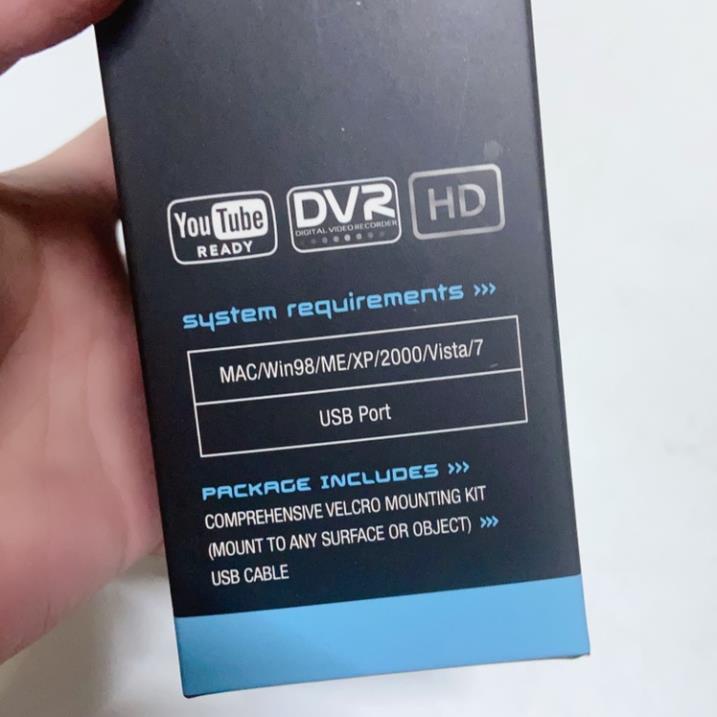 YouTube
READY
DVR
DIGITAL VIDEO RECORDER
HD
system requirements >>>
MAC/Win98/ME/XP/2000/Vista/7
USB Port
PACKAGE INCLUDES >>>
COMPREHENSIVE VELCRO MOUNTING KIT
(MOUNT TO ANY SURFACE OR OBJECT) >>>
USB CABLE